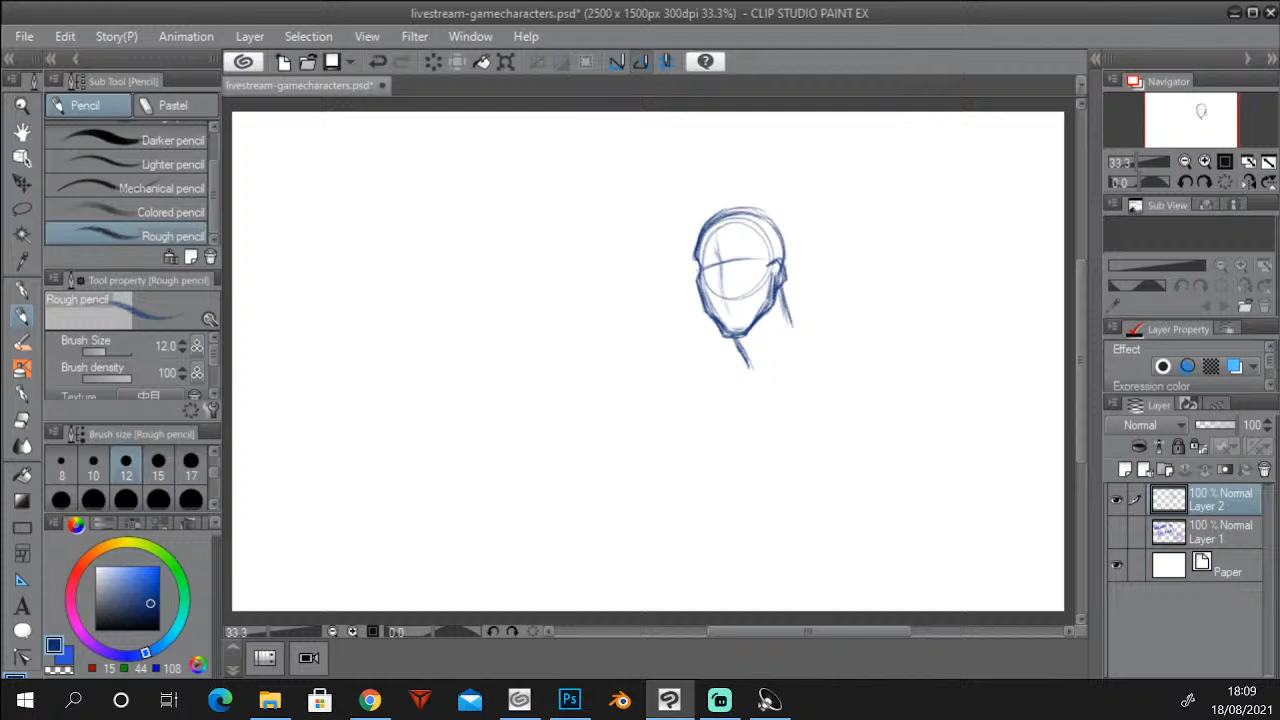 livestream-gamecharacters.psd* (2500 x 1500px 300dpi 33.3%) - CLIP STUDIO PAINT EX
File Edit Story(P) Animation Layer Selection View Filter Window Help
Sub Tool [Pencil]
livestream-gamecharacters.psd*
Navigator
Pencil Pastel
Darker pencil
Lighter pencil
Mechanical pencil
Colored pencil
Rough pencil
33.3
0.0
Sub View
Tool property [Rough pencil]
Rough pencil
Brush Size 12.0
Brush density 100
Texture 中目
Layer Property
Effect
Expression color
Layer
Normal 100
Brush size [Rough pencil]
8 10 12 15 17
100 % Normal
Layer 2
100 % Normal
Layer 1
Paper
33.3 0.0
15 44 108
Ps
18:09
18/08/2021